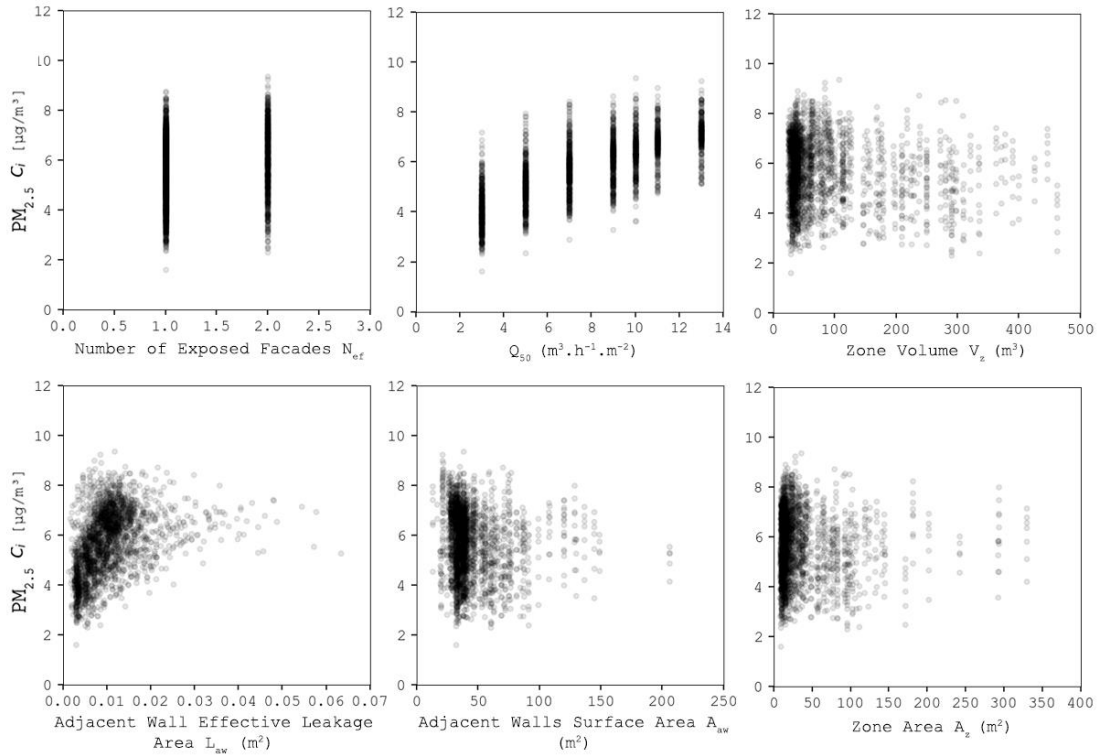 12 12 12
10 10 10
PM2.5 Ci [µg/m³]
8 8 8
6 6 6
4 4 4
2 2 2
0 0 0
0.0 0.5 1.0 1.5 2.0 2.5 3.0 0 2 4 6 8 10 12 14 0 100 200 300 400 500
Number of Exposed Facades Nef Q50 (m³.h⁻¹.m⁻²) Zone Volume Vz (m³)
12 12 12
10 10 10
PM2.5 Ci [µg/m³]
8 8 8
6 6 6
4 4 4
2 2 2
0 0 0
0.00 0.01 0.02 0.03 0.04 0.05 0.06 0.07 0 50 100 150 200 250 0 50 100 150 200 250 300 350 400
Adjacent Wall Effective Leakage Adjacent Walls Surface Area Aaw Zone Area Az (m²)
Area Law (m²) (m²)